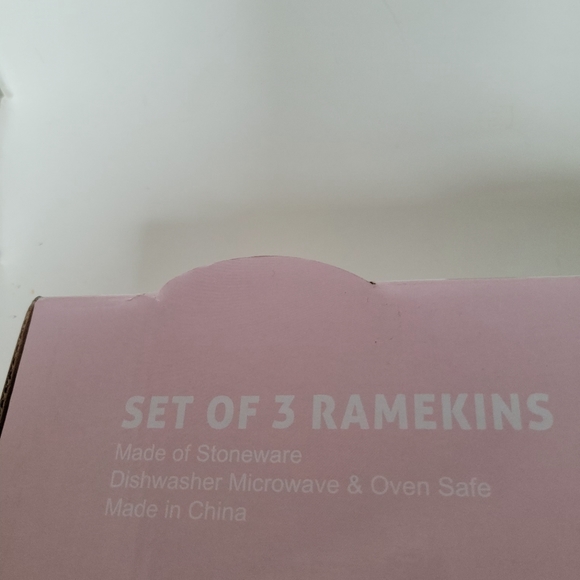 SET OF 3 RAMEKINS
Made of Stoneware
Dishwasher Microwave & Oven Safe
Made in China